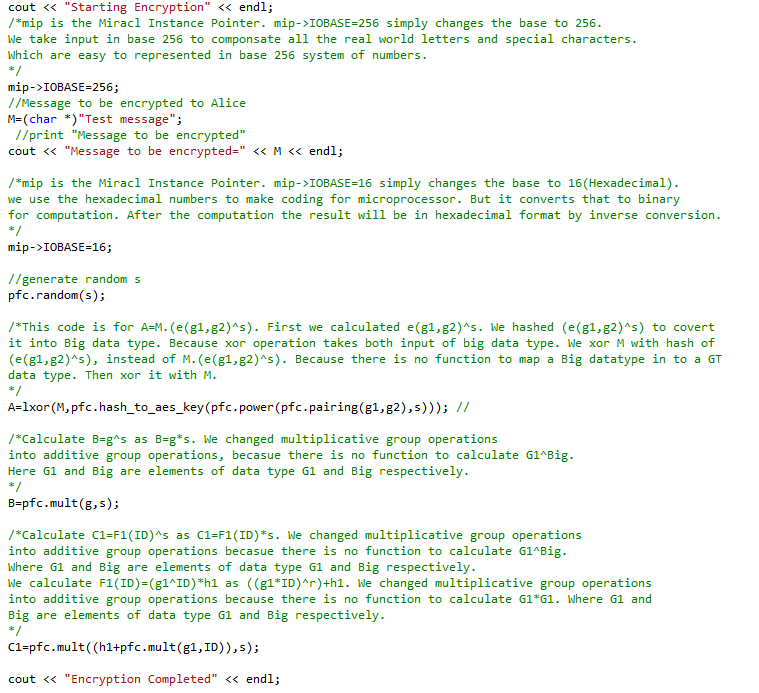 cout << "Starting Encryption" << endl;
/*mip is the Miracl Instance Pointer. mip->IOBASE=256 simply changes the base to 256.
We take input in base 256 to componsate all the real world letters and special characters.
Which are easy to represented in base 256 system of numbers.
*/
mip->IOBASE=256;
//Message to be encrypted to Alice
M=(char *)"Test message";
//print "Message to be encrypted"
cout << "Message to be encrypted=" << M << endl;
/*mip is the Miracl Instance Pointer. mip->IOBASE=16 simply changes the base to 16(Hexadecimal).
we use the hexadecimal numbers to make coding for microprocessor. But it converts that to binary
for computation. After the computation the result will be in hexadecimal format by inverse conversion.
*/
mip->IOBASE=16;
//generate random s
pfc.random(s);
/*This code is for A=M.(e(g1,g2)^s). First we calculated e(g1,g2)^s. We hashed (e(g1,g2)^s) to covert
it into Big data type. Because xor operation takes both input of big data type. We xor M with hash of
(e(g1,g2)^s), instead of M.(e(g1,g2)^s). Because there is no function to map a Big datatype in to a GT
data type. Then xor it with M.
*/
A=lxor(M,pfc.hash_to_aes_key(pfc.power(pfc.pairing(g1,g2),s))); //
/*Calculate B=g^s as B=g*s. We changed multiplicative group operations
into additive group operations, becasue there is no function to calculate G1^Big.
Here G1 and Big are elements of data type G1 and Big respectively.
*/
B=pfc.mult(g,s);
/*Calculate C1=F1(ID)^s as C1=F1(ID)*s. We changed multiplicative group operations
into additive group operations becasue there is no function to calculate G1^Big.
Where G1 and Big are elements of data type G1 and Big respectively.
We calculate F1(ID)=(g1^ID)*h1 as ((g1*ID)^r)+h1. We changed multiplicative group operations
into additive group operations because there is no function to calculate G1*G1. Where G1 and
Big are elements of data type G1 and Big respectively.
*/
C1=pfc.mult((h1+pfc.mult(g1,ID)),s);
cout << "Encryption Completed" << endl;